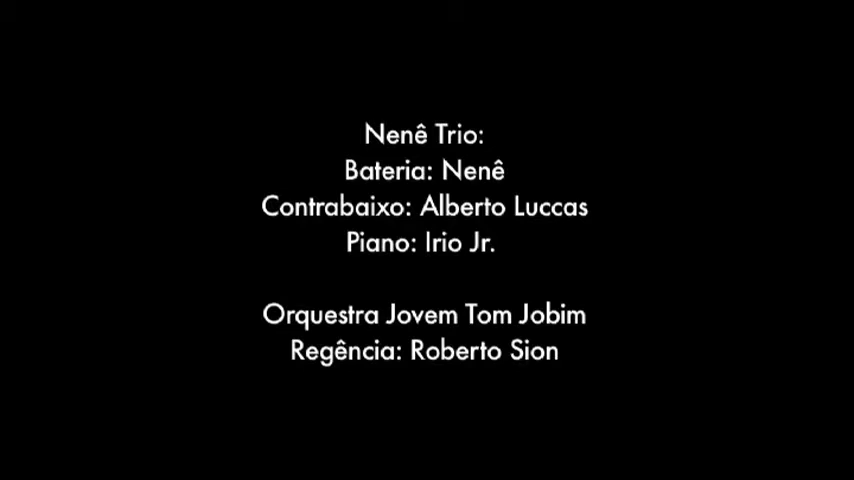 Nenê Trio:
Bateria: Nenê
Contrabaixo: Alberto Luccas
Piano: Irio Jr.
Orquestra Jovem Tom Jobim
Regência: Roberto Sion